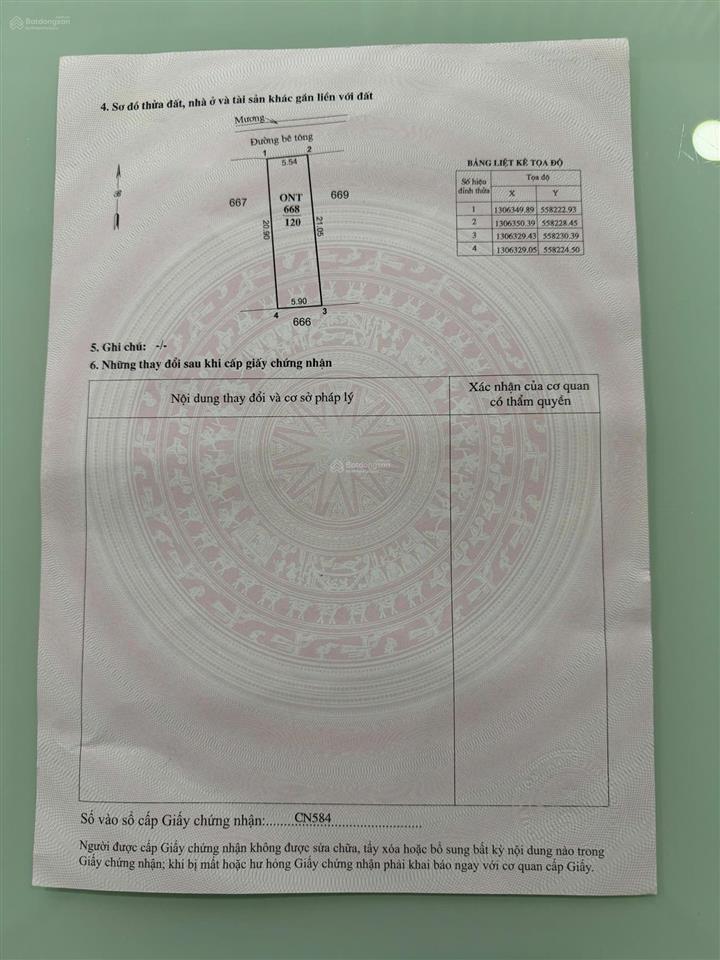 Batdongsan
4. Sơ đồ thửa đất, nhà ở và tài sản khác gắn liền với đất
Mương
Đường bê tông
1
2
5.54
B
667
ONT
668
120
669
20.90
21.05
5.90
4
3
666
BẢNG LIỆT KÊ TỌA ĐỘ
Số hiệu đỉnh thửa
Tọa độ
X
Y
1 1306349.89 558222.93
2 1306350.39 558228.45
3 1306329.43 558230.39
4 1306329.05 558224.50
5. Ghi chú: -/-
6. Những thay đổi sau khi cấp giấy chứng nhận
Nội dung thay đổi và cơ sở pháp lý
Xác nhận của cơ quan
có thẩm quyền
Batdongsan
Số vào sổ cấp Giấy chứng nhận:.......CN584.......................
Người được cấp Giấy chứng nhận không được sửa chữa, tẩy xóa hoặc bổ sung bất kỳ nội dung nào trong
Giấy chứng nhận; khi bị mất hoặc hư hỏng Giấy chứng nhận phải khai báo ngay với cơ quan cấp Giấy.